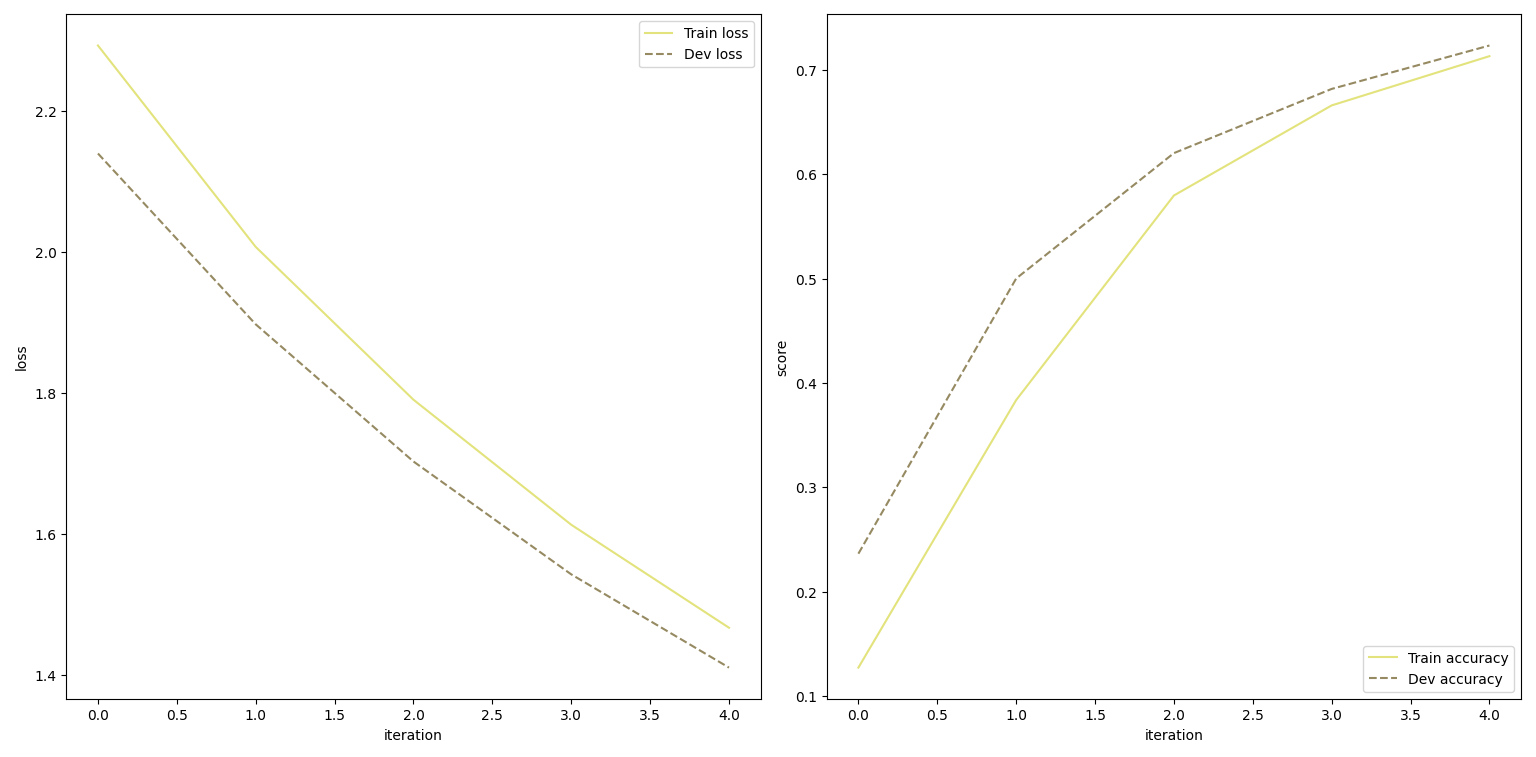 Train loss
Dev loss
2.2
2.0
1.8
1.6
1.4
loss
0.0 0.5 1.0 1.5 2.0 2.5 3.0 3.5 4.0
iteration
0.7
0.6
0.5
0.4
0.3
0.2
0.1
score
Train accuracy
Dev accuracy
0.0 0.5 1.0 1.5 2.0 2.5 3.0 3.5 4.0
iteration